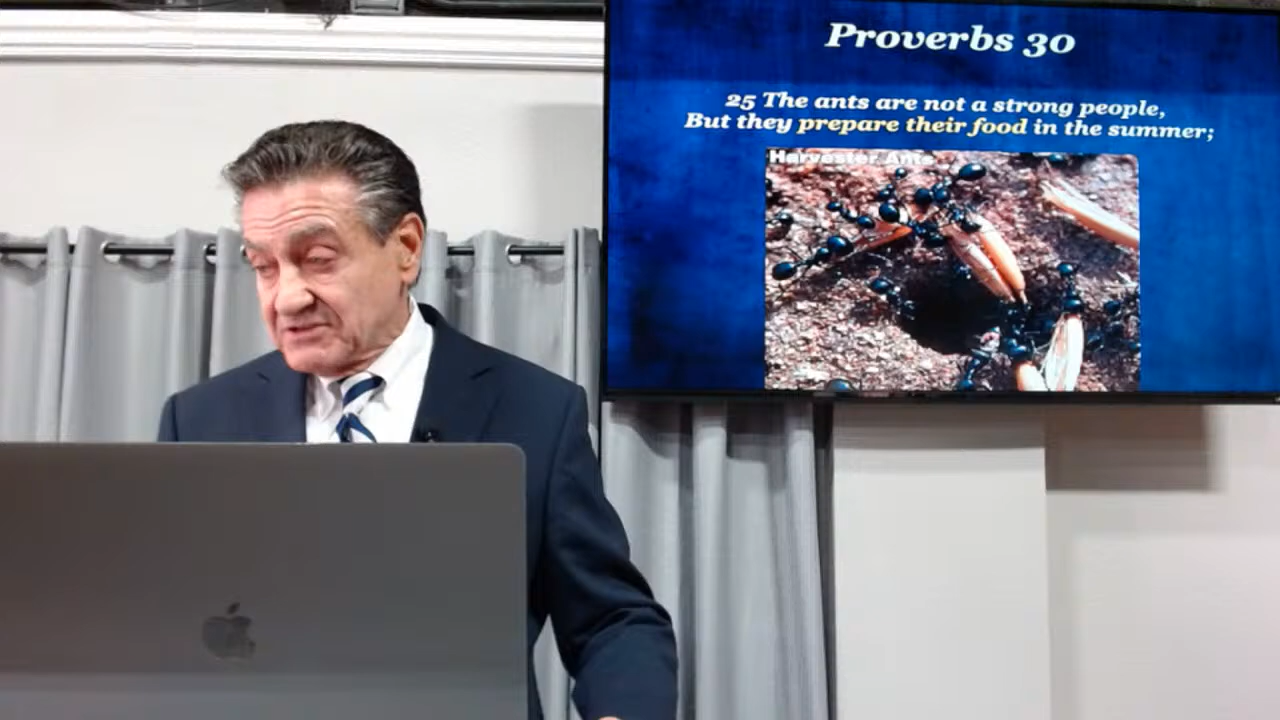 Proverbs 30
25 The ants are not a strong people,
But they prepare their food in the summer;
Harvester Ants